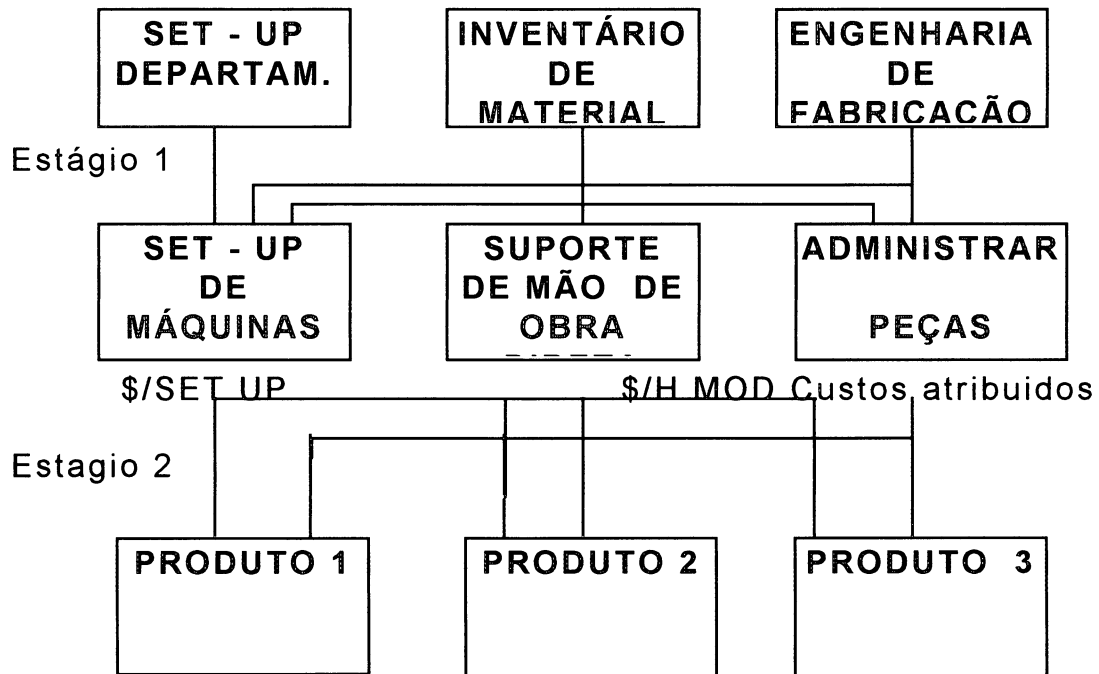 SET - UP
DEPARTAM.
INVENTÁRIO
DE
MATERIAL
ENGENHARIA
DE
FABRICACÃO
Estágio 1
SET - UP
DE
MÁQUINAS
SUPORTE
DE MÃO DE
OBRA
ADMINISTRAR
PEÇAS
$/SET UP
$/H MOD Custos atribuidos
Estagio 2
PRODUTO 1
PRODUTO 2
PRODUTO 3